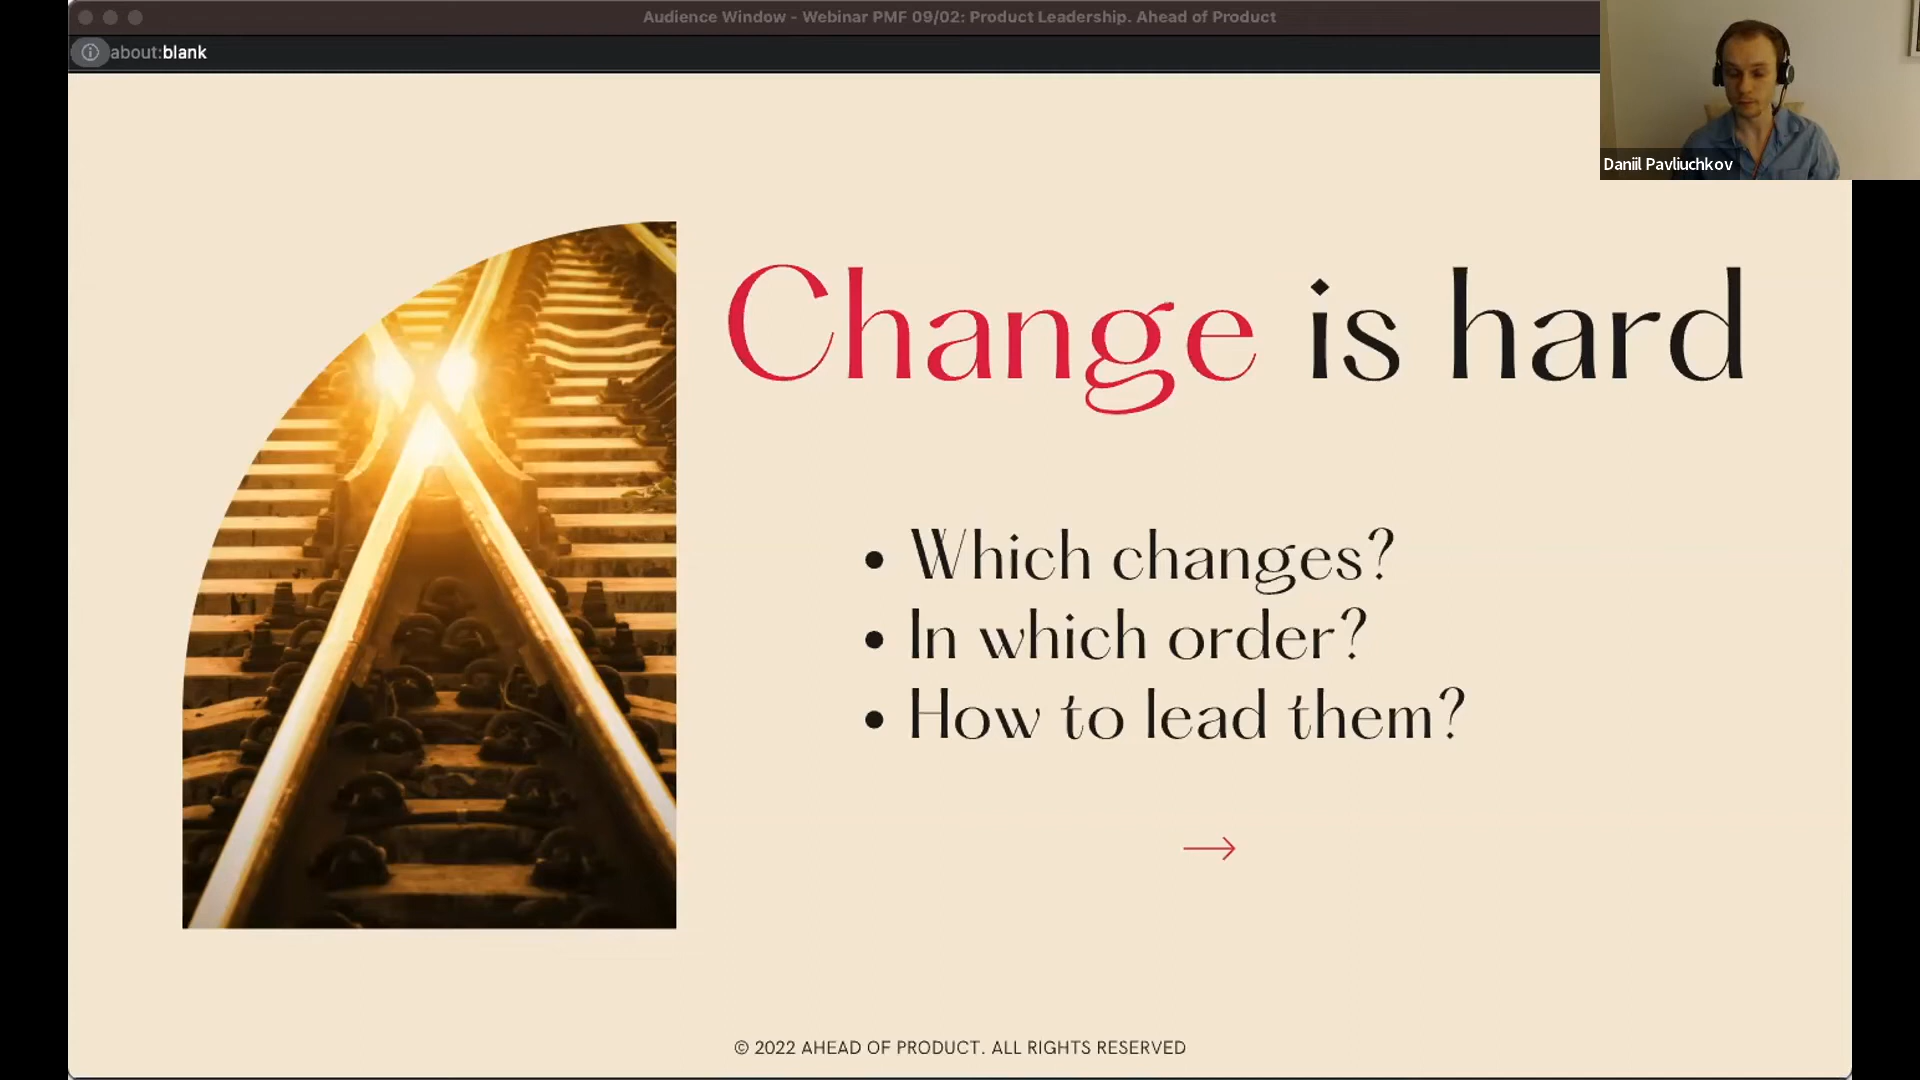 Audience Window - Webinar PMF 09/02: Product Leadership. Ahead of Product
about:blank
Daniil Pavliuchkov
Change is hard
• Which changes?
• In which order?
• How to lead them?
© 2022 AHEAD OF PRODUCT. ALL RIGHTS RESERVED